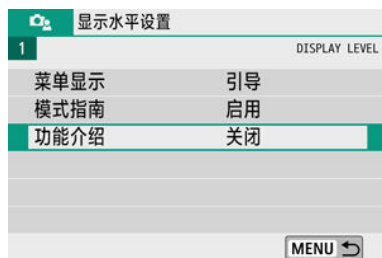 显示水平设置
1 DISPLAY LEVEL
菜单显示 引导
模式指南 启用
功能介绍 关闭
MENU